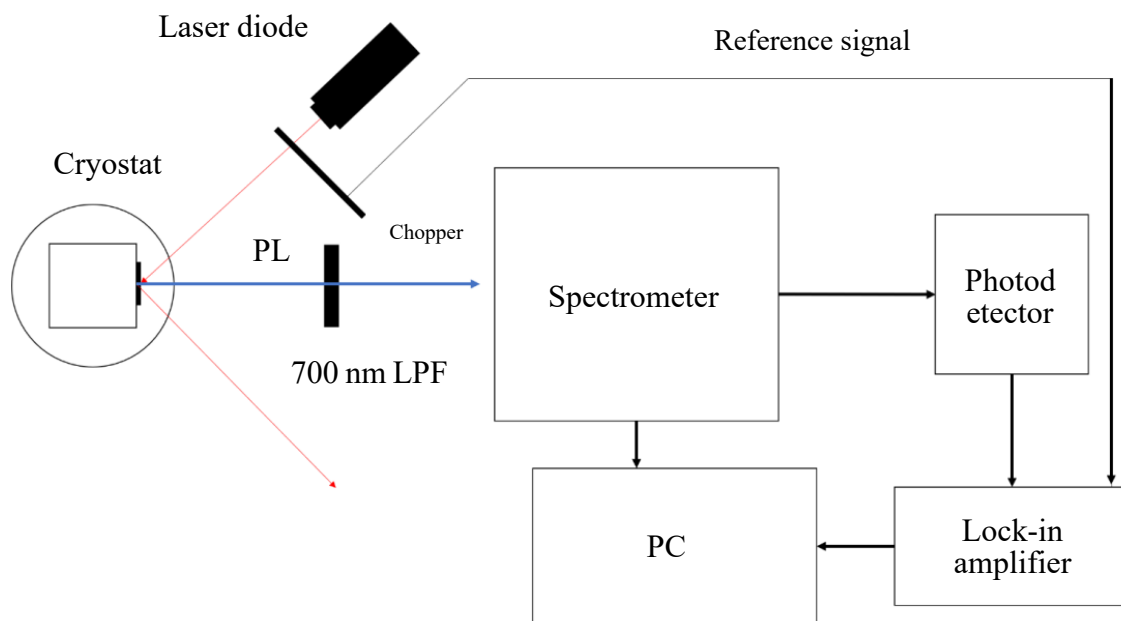 Laser diode
Reference signal
Cryostat
Chopper
PL
Spectrometer
Photod
etector
700 nm LPF
PC
Lock-in
amplifier